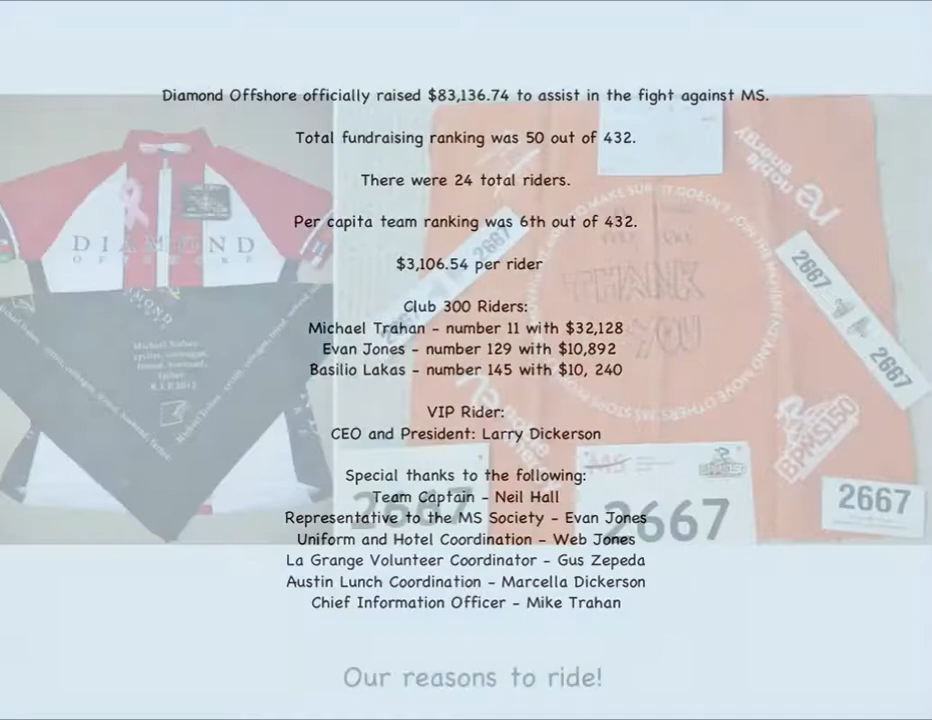 Diamond Offshore officially raised $83,136.74 to assist in the fight against MS.
Total fundraising ranking was 50 out of 432.
There were 24 total riders.
Per capita team ranking was 6th out of 432.
$3,106.54 per rider
Club 300 Riders:
Michael Trahan - number 11 with $32,128
Evan Jones - number 129 with $10,892
Basilio Lakas - number 145 with $10, 240
VIP Rider:
CEO and President: Larry Dickerson
Special thanks to the following:
Team Captain - Neil Hall
Representative to the MS Society - Evan Jones
Uniform and Hotel Coordination - Web Jones
La Grange Volunteer Coordinator - Gus Zepeda
Austin Lunch Coordination - Marcella Dickerson
Chief Information Officer - Mike Trahan
Our reasons to ride!
DIAMOND
OFFSHORE
THANK
YOU
2667
2667
2667
2667
2667
2667
BPMS150